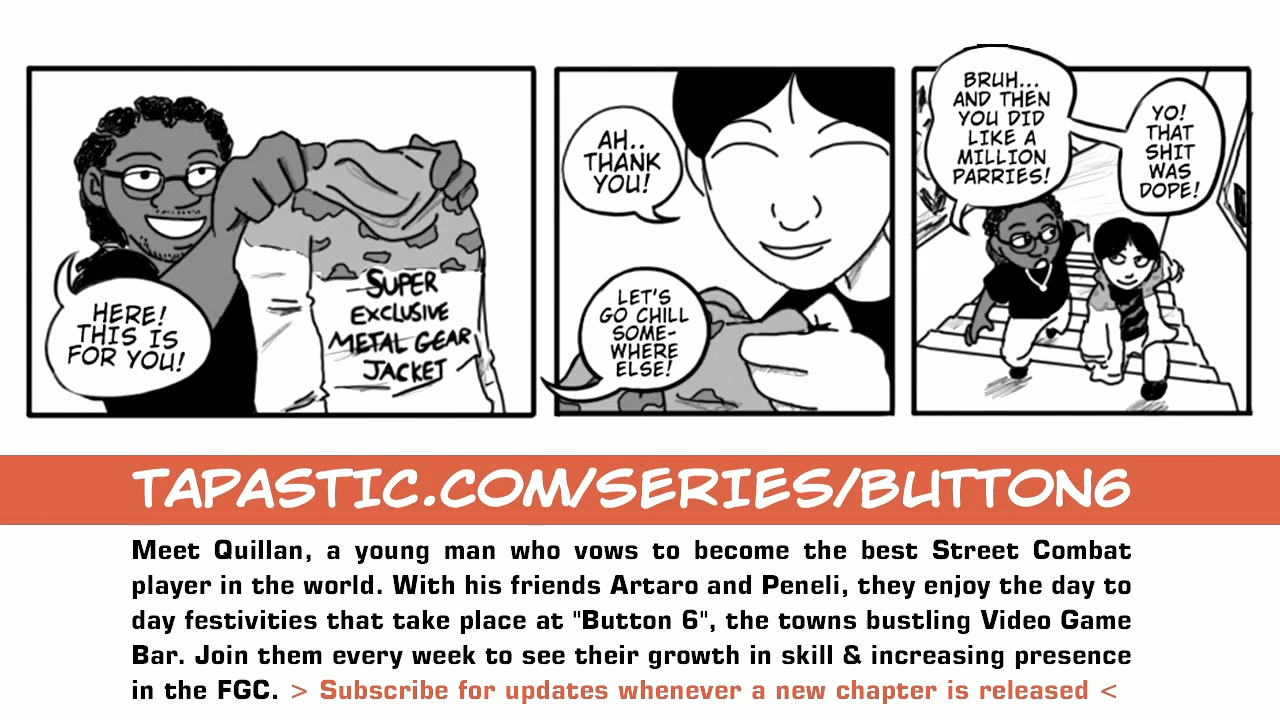 HERE!
THIS IS
FOR YOU!
SUPER
EXCLUSIVE
METAL GEAR
JACKET
AH..
THANK
YOU!
LET'S
GO CHILL
SOME-
WHERE
ELSE!
BRUH...
AND THEN
YOU DID
LIKE A
MILLION
PARRIES!
YO!
THAT
SHIT
WAS
DOPE!
TAPASTIC.COM/SERIES/BUTTON6
Meet Quillan, a young man who vows to become the best Street Combat
player in the world. With his friends Artaro and Peneli, they enjoy the day to
day festivities that take place at "Button 6", the towns bustling Video Game
Bar. Join them every week to see their growth in skill & increasing presence
in the FGC. > Subscribe for updates whenever a new chapter is released <